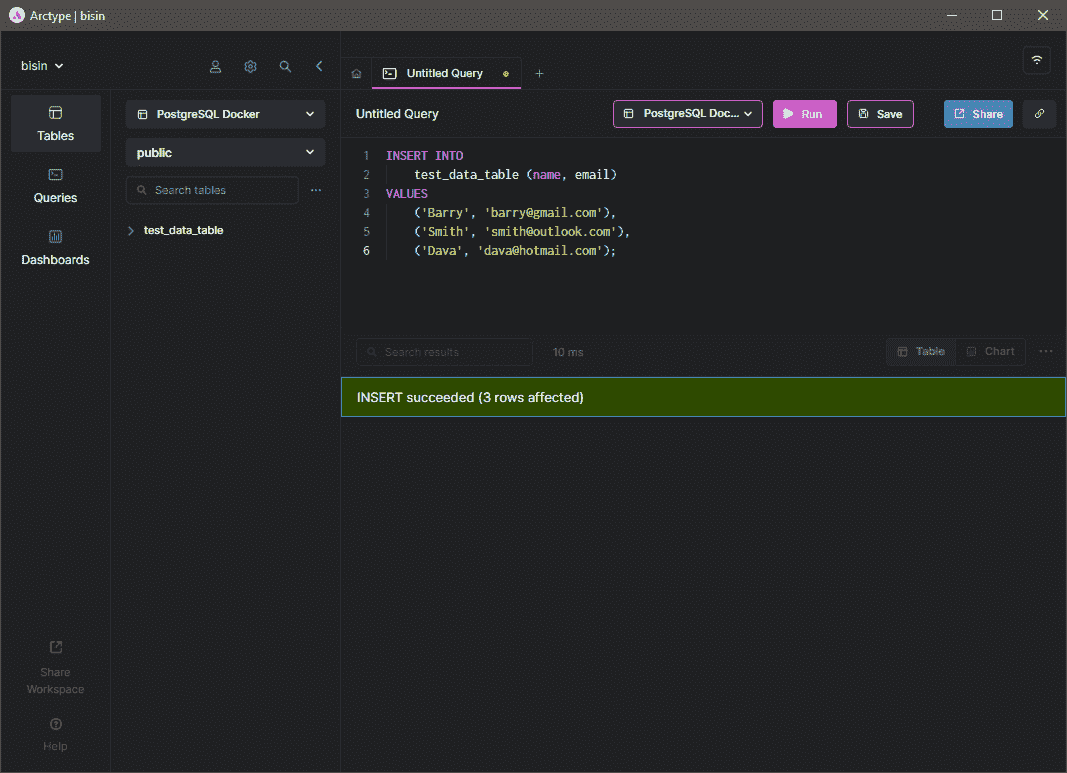 Arctype | bisin
bisin
Tables
Queries
Dashboards
Share
Workspace
Help
PostgreSQL Docker
public
Search tables
test_data_table
Untitled Query
Untitled Query
PostgreSQL Doc...
Run
Save
Share
1 INSERT INTO
2 test_data_table (name, email)
3 VALUES
4 ('Barry', 'barry@gmail.com'),
5 ('Smith', 'smith@outlook.com'),
6 ('Dava', 'dava@hotmail.com');
Search results
10 ms
Table
Chart
INSERT succeeded (3 rows affected)